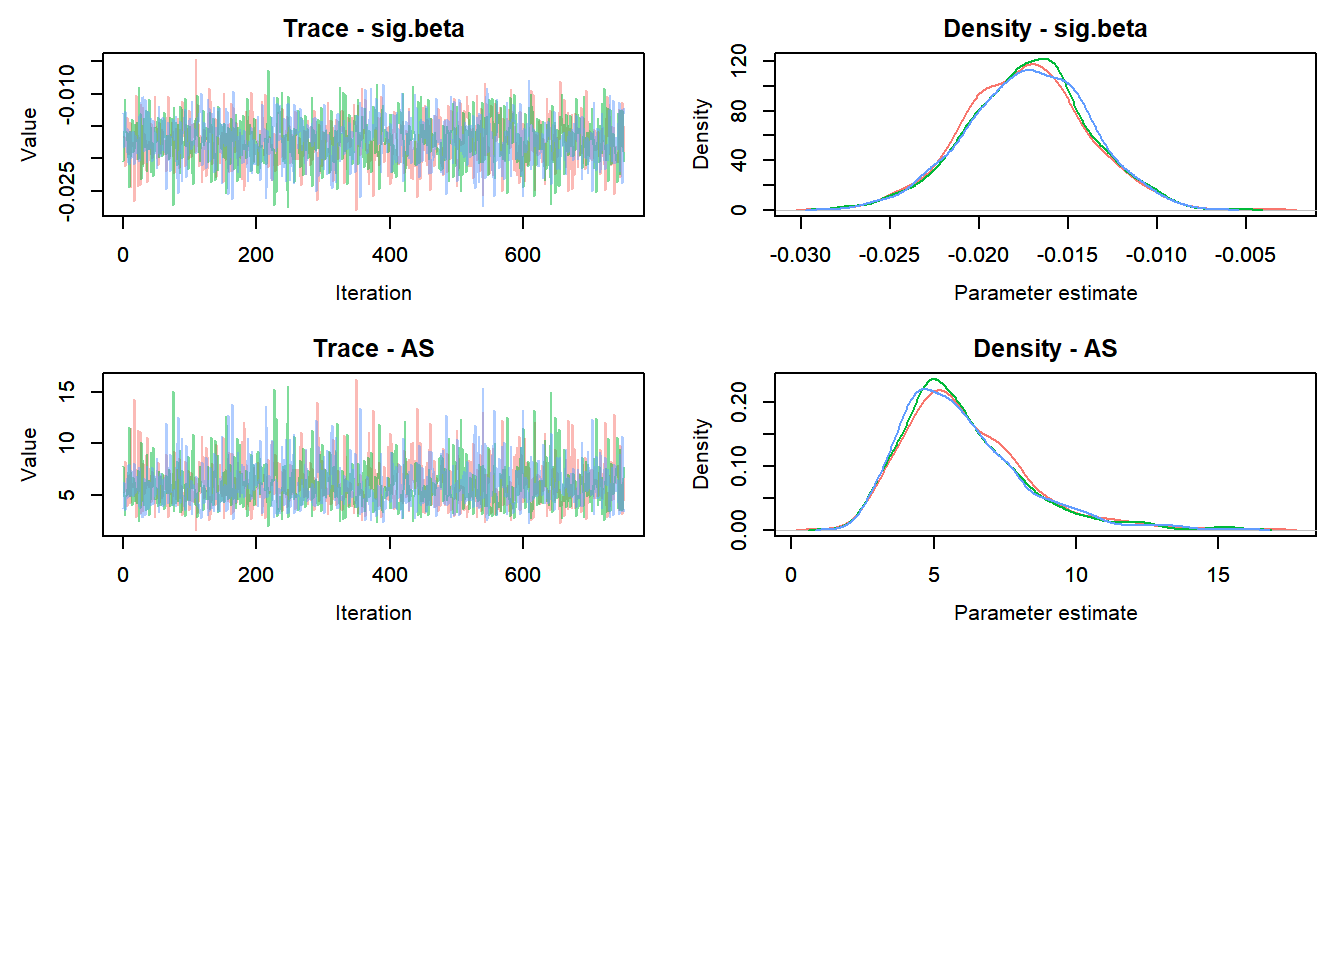 Trace - sig.beta
Value
-0.010
-0.025
0
200
400
600
Iteration
Density - sig.beta
Density
120
80
40
0
-0.030
-0.025
-0.020
-0.015
-0.010
-0.005
Parameter estimate
Trace - AS
Value
15
10
5
0
200
400
600
Iteration
Density - AS
Density
0.20
0.10
0.00
0
5
10
15
Parameter estimate